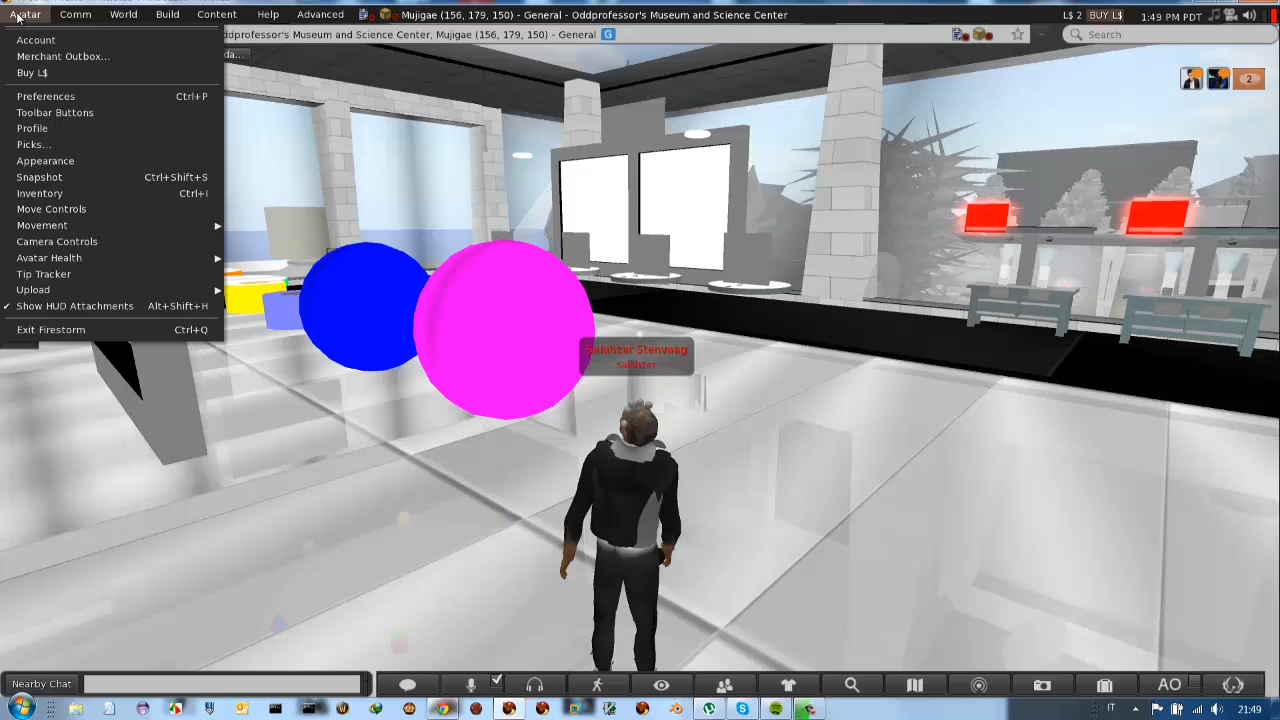 Avatar Comm World Build Content Help Advanced Mujigae (156, 179, 150) - General - Oddprofessor's Museum and Science Center L$ 2 BUY L$ 1:49 PM PDT
ddprofessor's Museum and Science Center, Mujigae (156, 179, 150) - General G Search
da...
2
Account
Merchant Outbox...
Buy L$
Preferences Ctrl+P
Toolbar Buttons
Profile
Picks...
Appearance
Snapshot Ctrl+Shift+S
Inventory Ctrl+I
Move Controls
Movement
Camera Controls
Avatar Health
Tip Tracker
Upload
Show HUD Attachments Alt+Shift+H
Exit Firestorm Ctrl+Q
Salahzar Stenvaag
salahzar
Nearby Chat AO
IT 21:49